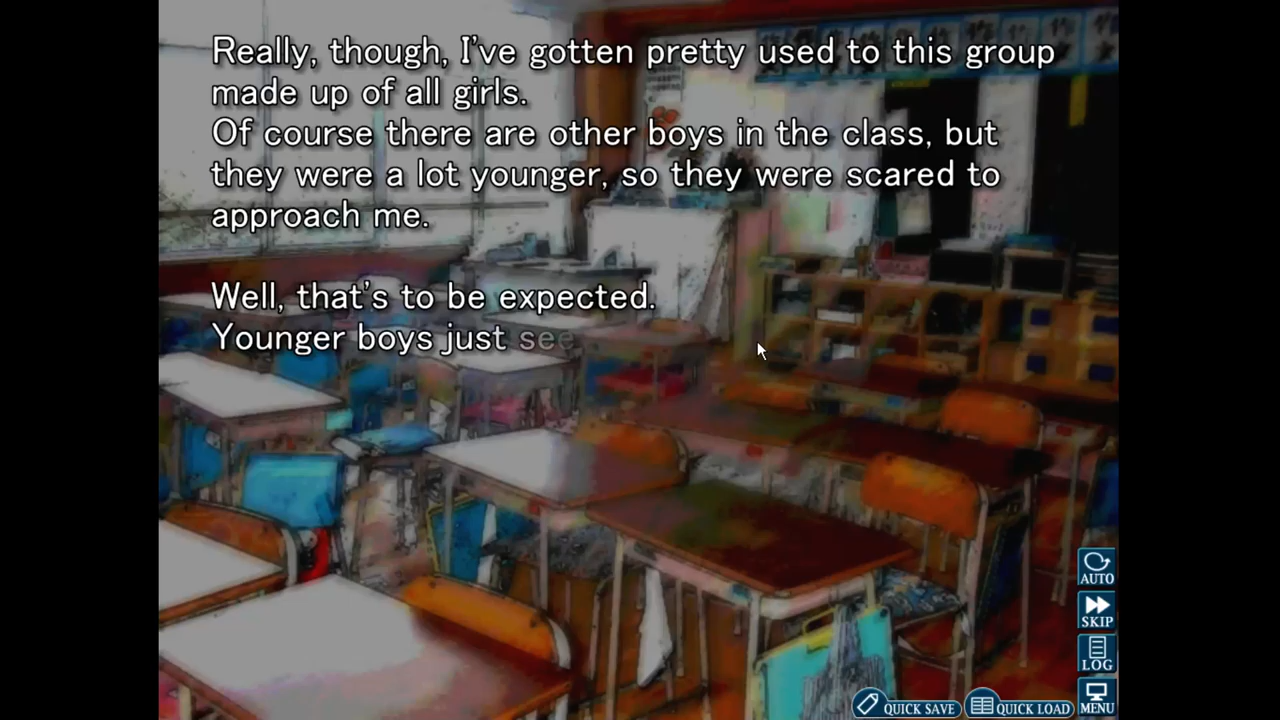 Really, though, I've gotten pretty used to this group
made up of all girls.
Of course there are other boys in the class, but
they were a lot younger, so they were scared to
approach me.
Well, that's to be expected.
Younger boys just see
AUTO
SKIP
LOG
MENU
QUICK SAVE
QUICK LOAD